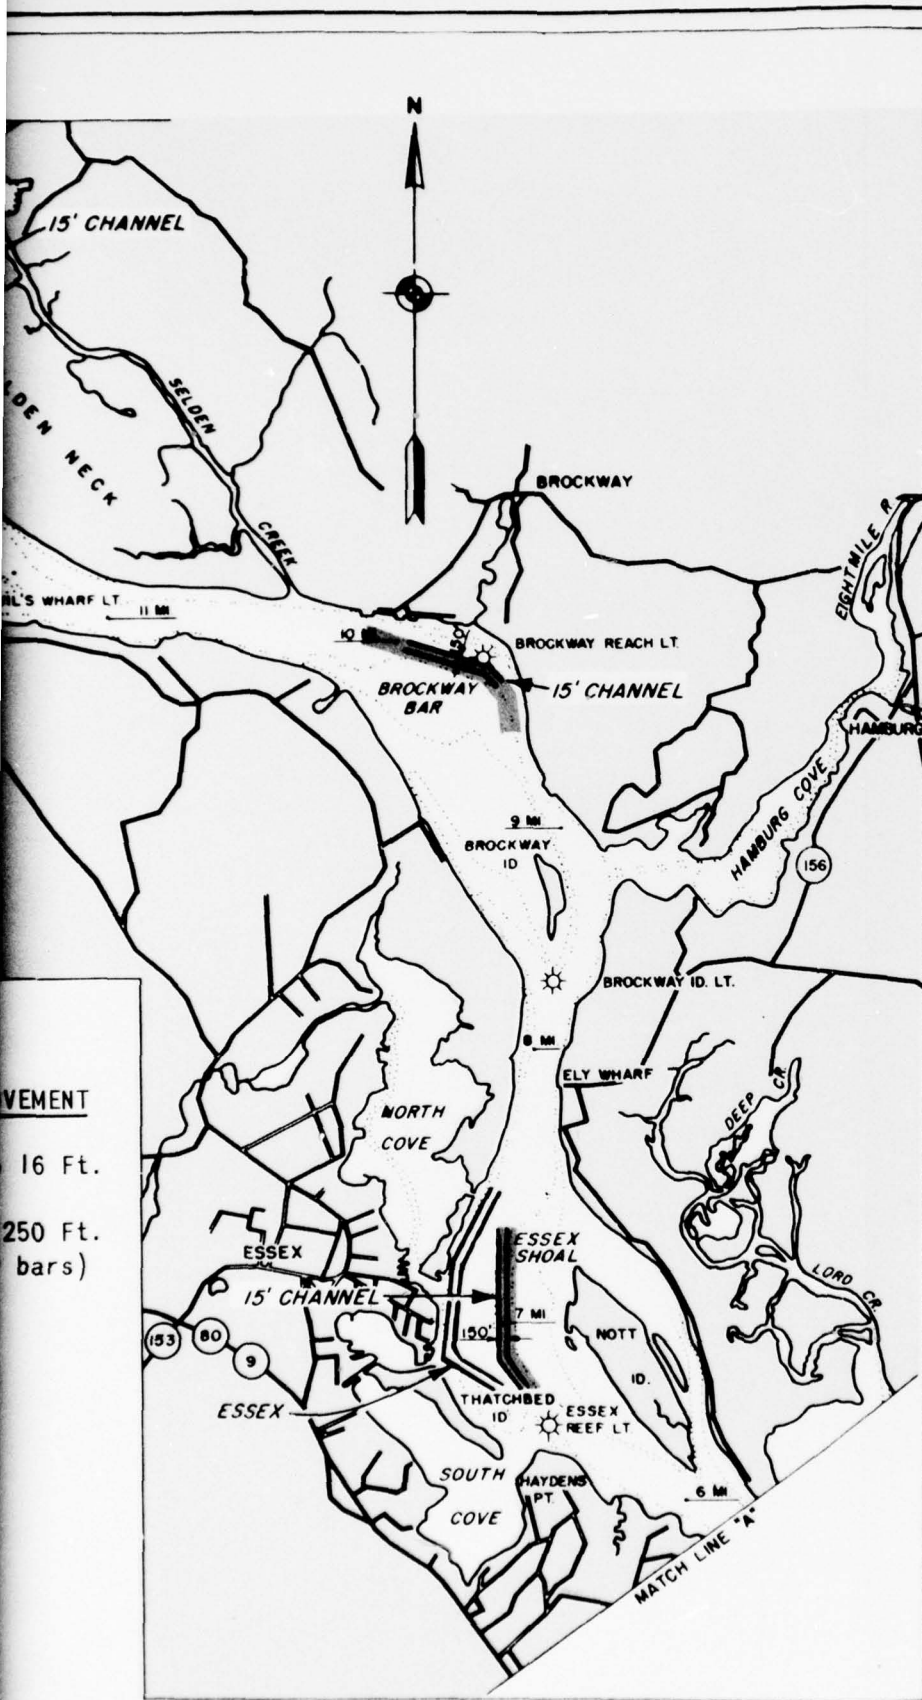 N
15' CHANNEL
SELDEN
CREEK
LDEN NECK
BROCKWAY
EIGHTMILE R.
WHARF LT.
11 MI
10
150'
BROCKWAY REACH LT.
BROCKWAY
BAR
15' CHANNEL
HAMBURG
HAMBURG COVE
9 MI
BROCKWAY
ID
156
BROCKWAY ID. LT.
8 MI
ELY WHARF
DEEP CR.
VEMENT
NORTH
COVE
16 Ft.
250 Ft.
bars)
ESSEX
ESSEX
SHOAL
LORD CR.
15' CHANNEL
7 MI
150'
153
80
9
NOTT
ID.
ESSEX
THATCHBED
ID
ESSEX
REEF LT.
SOUTH
COVE
HAYDENS
PT.
6 MI
MATCH LINE "A"